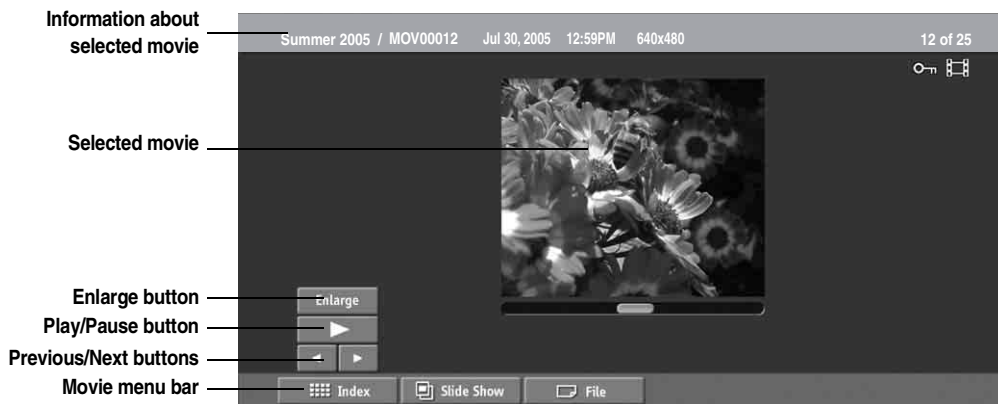 Information about
selected movie
Summer 2005 / MOV00012 Jul 30, 2005 12:59PM 640x480 12 of 25
Selected movie
Enlarge button
Enlarge
Play/Pause button
Previous/Next buttons
Movie menu bar
Index Slide Show File